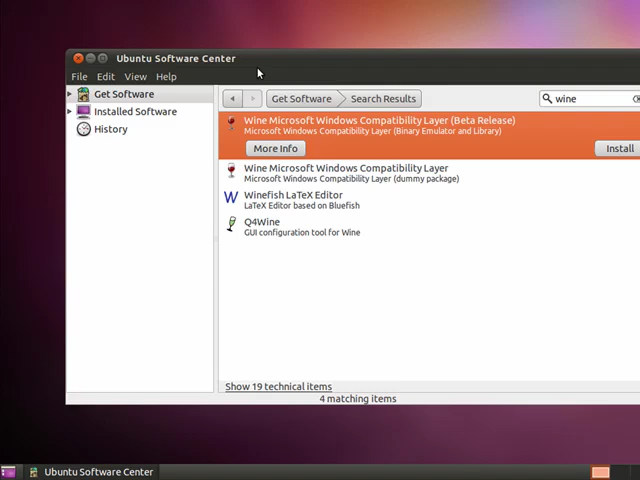 Ubuntu Software Center
File Edit View Help
Get Software
Installed Software
History
Get Software Search Results
wine
Wine Microsoft Windows Compatibility Layer (Beta Release)
Microsoft Windows Compatibility Layer (Binary Emulator and Library)
More Info
Install
Wine Microsoft Windows Compatibility Layer
Microsoft Windows Compatibility Layer (dummy package)
Winefish LaTeX Editor
LaTeX Editor based on Bluefish
Q4Wine
GUI configuration tool for Wine
Show 19 technical items
4 matching items
Ubuntu Software Center